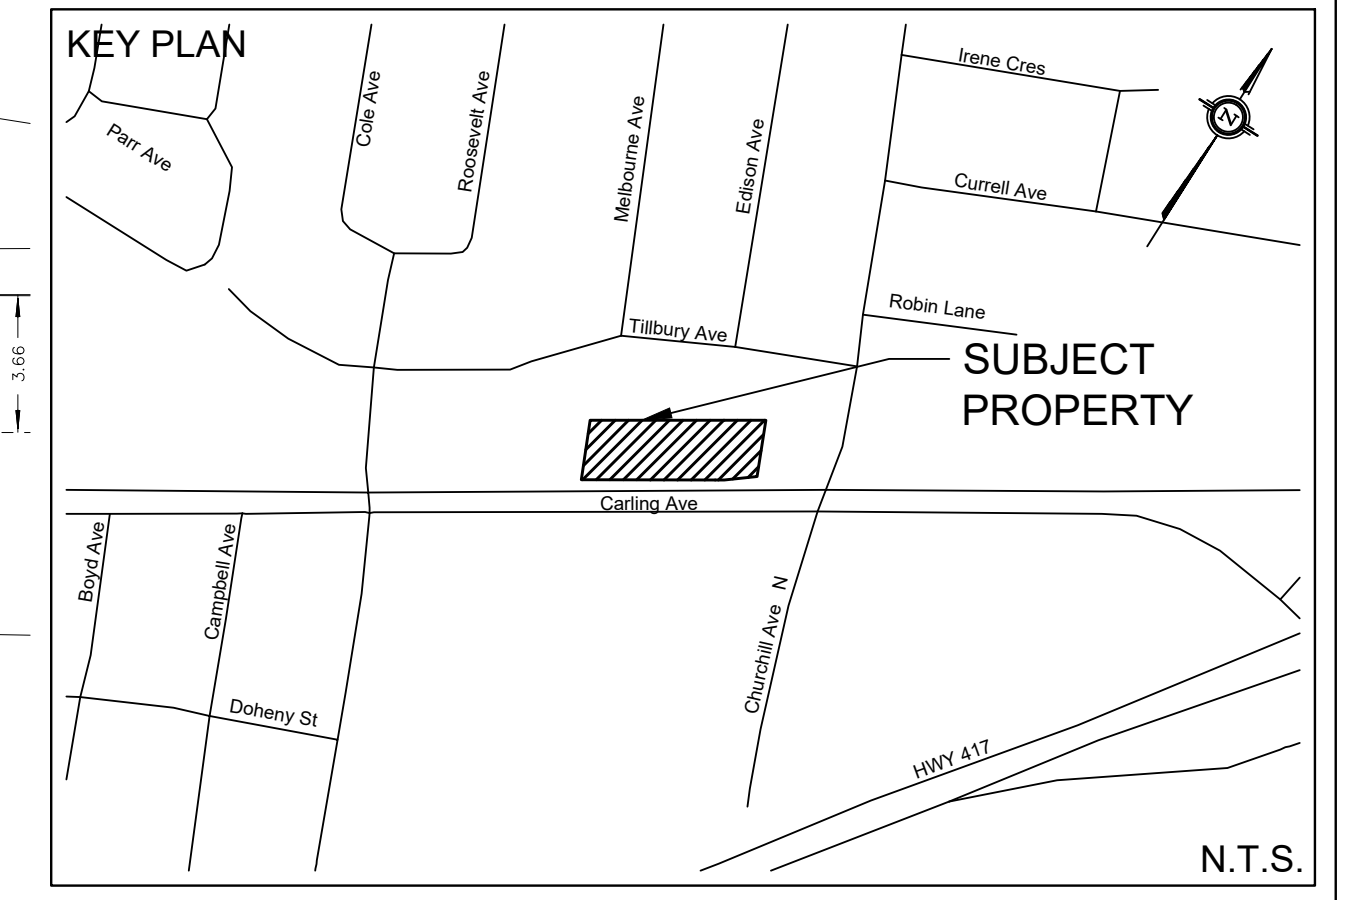 KEY PLAN
Irene Cres
Cole Ave
Roosevelt Ave
Melbourne Ave
Edison Ave
Parr Ave
N
Currell Ave
Robin Lane
Tillbury Ave
3.66
SUBJECT
PROPERTY
Carling Ave
Boyd Ave
Campbell Ave
Churchill Ave N
Doheny St
HWY 417
N.T.S.